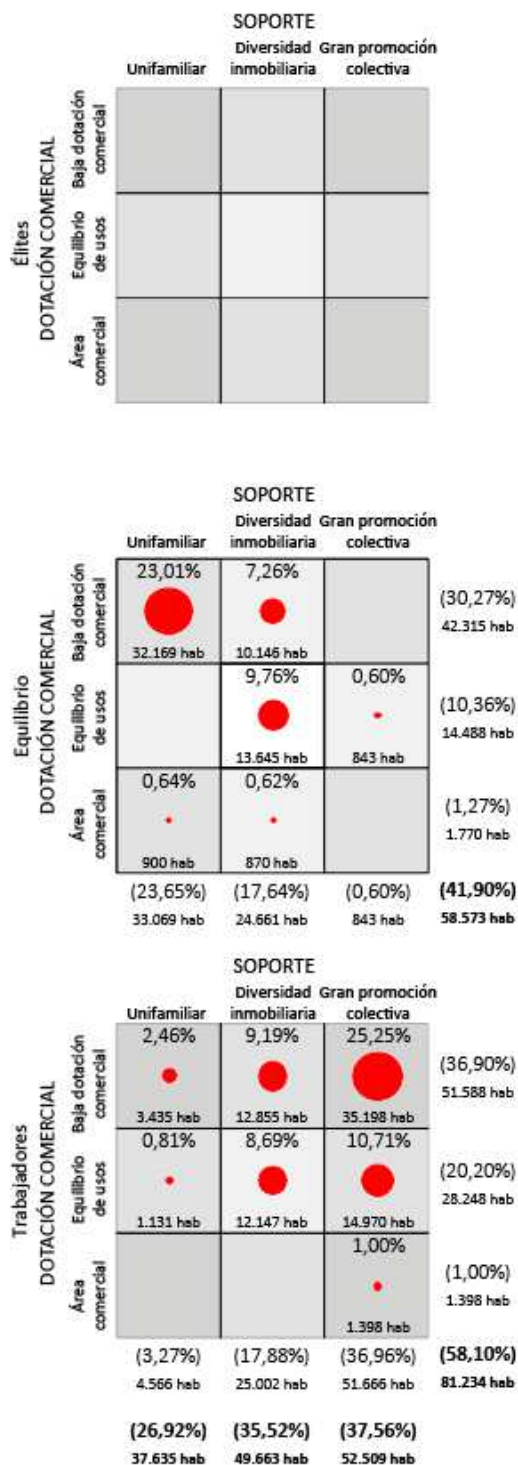 SOPORTE
Unifamiliar
Diversidad inmobiliaria
Gran promoción colectiva
Élites
DOTACIÓN COMERCIAL
Baja dotación comercial
Equilibrio de usos
Área comercial
SOPORTE
Unifamiliar
Diversidad inmobiliaria
Gran promoción colectiva
Equilibrio
DOTACIÓN COMERCIAL
Baja dotación comercial
23,01% 7,26%
32.169 hab 10.146 hab
(30,27%)
42.315 hab
Equilibrio de usos
9,76% 0,60%
13.645 hab 843 hab
(10,36%)
14.488 hab
Área comercial
0,64% 0,62%
900 hab 870 hab
(1,27%)
1.770 hab
(23,65%) (17,64%) (0,60%) (41,90%)
33.069 hab 24.661 hab 843 hab 58.573 hab
SOPORTE
Unifamiliar
Diversidad inmobiliaria
Gran promoción colectiva
Trabajadores
DOTACIÓN COMERCIAL
Baja dotación comercial
2,46% 9,19% 25,25%
3.435 hab 12.855 hab 35.198 hab
(36,90%)
51.588 hab
Equilibrio de usos
0,81% 8,69% 10,71%
1.131 hab 12.147 hab 14.970 hab
(20,20%)
28.248 hab
Área comercial
1,00%
1.398 hab
(1,00%)
1.398 hab
(3,27%) (17,88%) (36,96%) (58,10%)
4.566 hab 25.002 hab 51.666 hab 81.234 hab
(26,92%) (35,52%) (37,56%)
37.635 hab 49.663 hab 52.509 hab